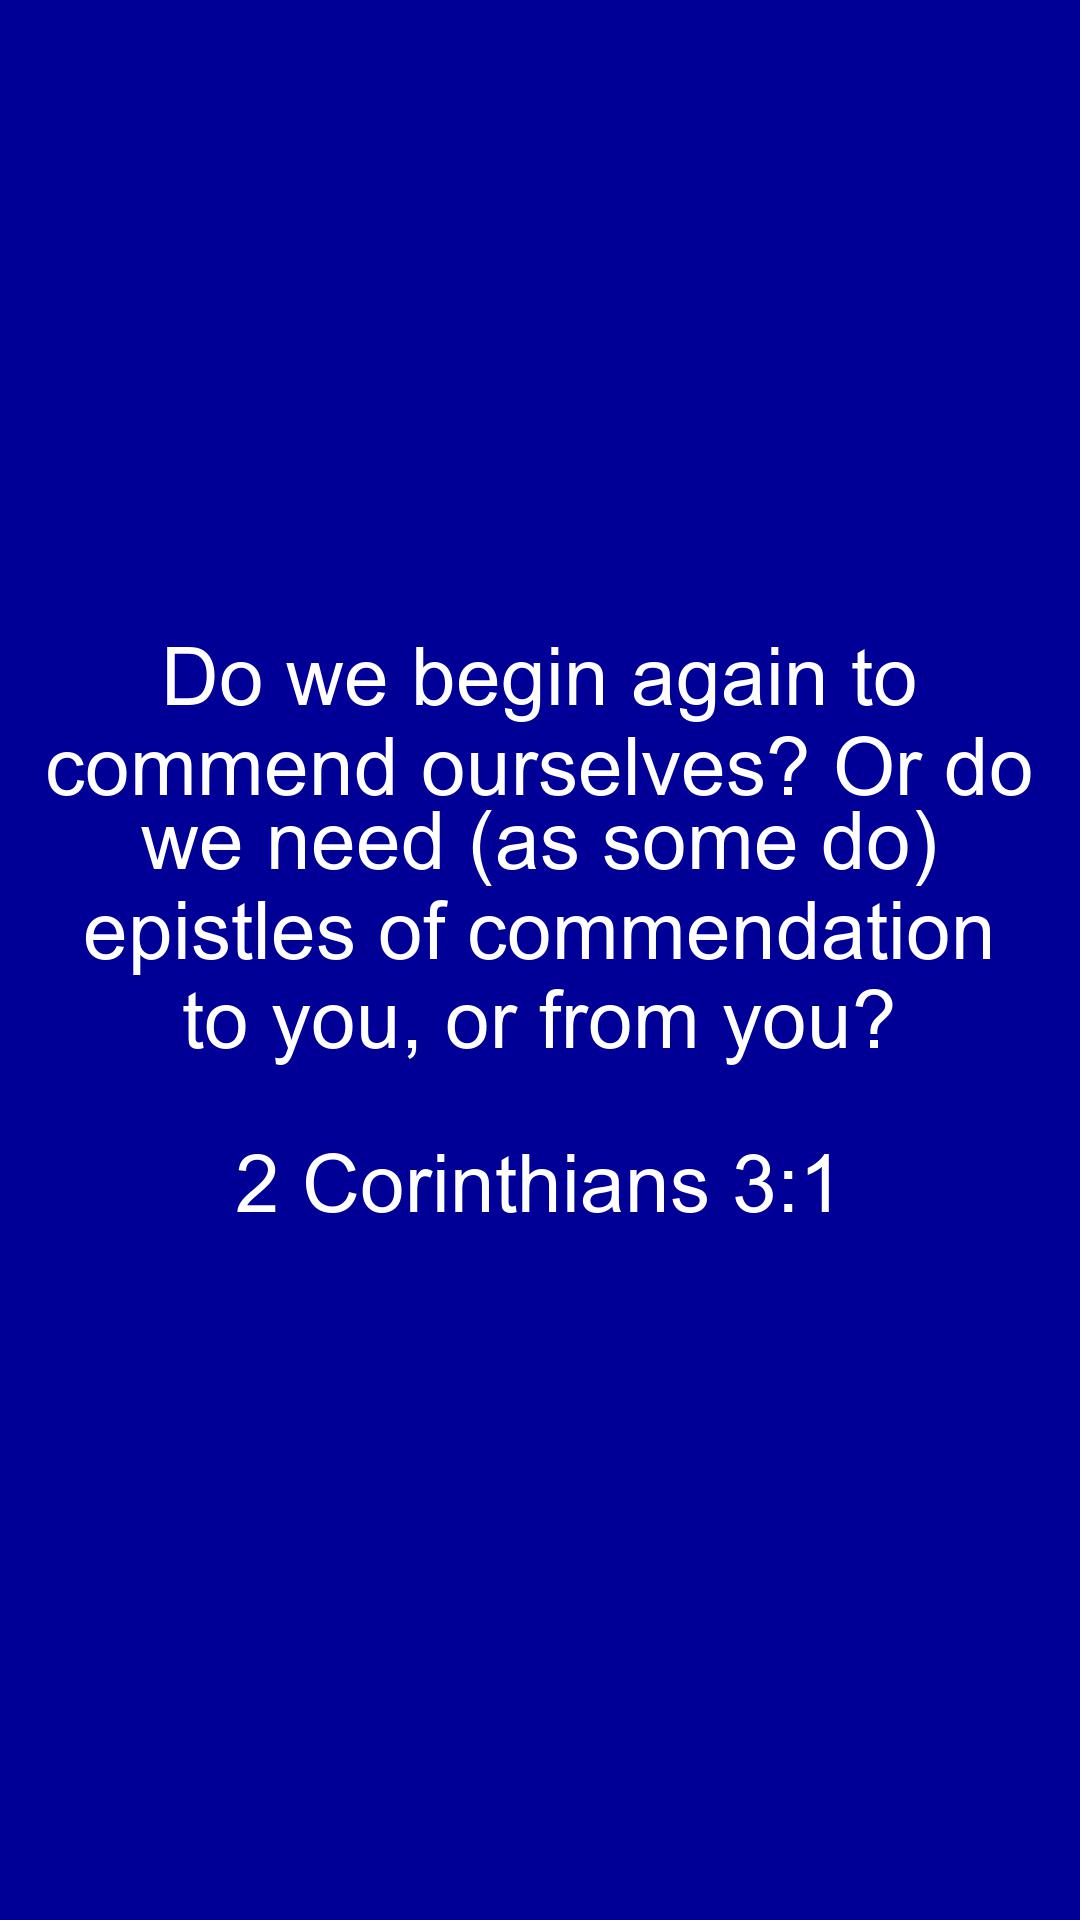 Do we begin again to
commend ourselves? Or do
we need (as some do)
epistles of commendation
to you, or from you?
2 Corinthians 3:1